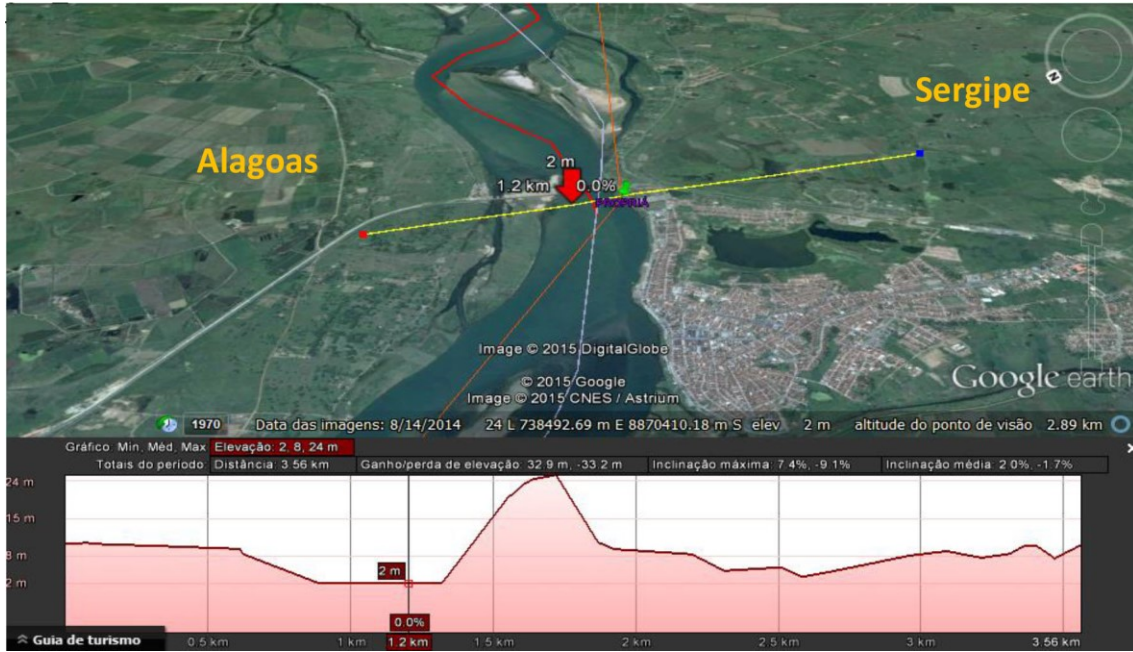 Sergipe
Alagoas
2 m
1.2 km 0.0%
PROPRIÁ
N
Image © 2015 DigitalGlobe
© 2015 Google
Image © 2015 CNES / Astrium
Google earth
1970 Data das imagens: 8/14/2014 24 L 738492.69 m E 8870410.18 m S elev 2 m altitude do ponto de visão 2.89 km
Gráfico Min, Méd, Max Elevação: 2, 8, 24 m
Totais do período Distância: 3.56 km Ganho/perda de elevação: 32.9 m, -33.2 m Inclinação máxima: 7.4%, -9.1% Inclinação média: 2.0%, -1.7%
24 m
15 m
8 m
2 m
2 m
0.0%
Guia de turismo 0.5 km 1 km 1.2 km 1.5 km 2 km 2.5 km 3 km 3.56 km